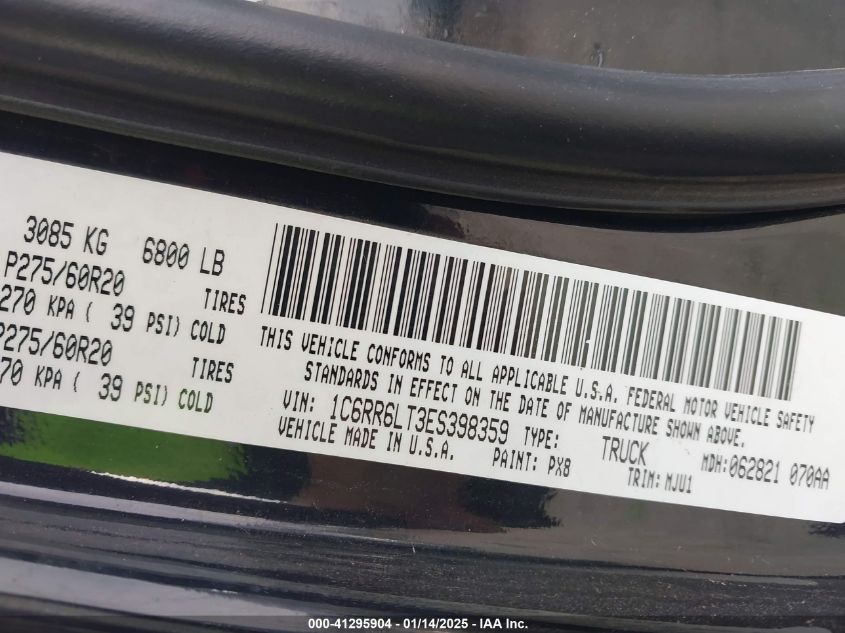 3085 KG 6800 LB
P275/60R20 TIRES
270 KPA ( 39 PSI) COLD
P275/60R20 TIRES
70 KPA ( 39 PSI) COLD
THIS VEHICLE CONFORMS TO ALL APPLICABLE U.S.A. FEDERAL MOTOR VEHICLE SAFETY
STANDARDS IN EFFECT ON THE DATE OF MANUFACTURE SHOWN ABOVE.
VIN: 1C6RR6LT3ES398359 TYPE: TRUCK MDH:062821 070AA
VEHICLE MADE IN U.S.A. PAINT: PX8 TRIM: MJU1
000-41295904 - 01/14/2025 - IAA Inc.